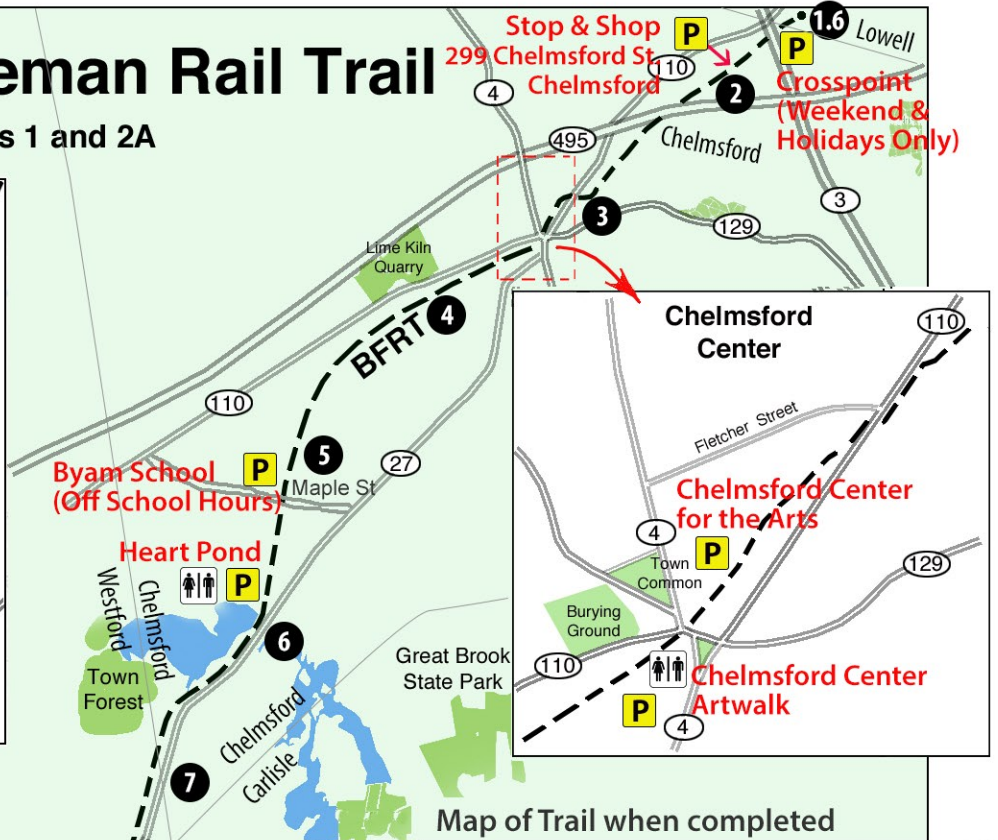 eman Rail Trail
s 1 and 2A
Stop & Shop
299 Chelmsford St.
Chelmsford
P
P
1.6
Lowell
Crosspoint
(Weekend &
Holidays Only)
110
4
2
495
Chelmsford
3
3
129
Lime Kiln
Quarry
4
BFRT
110
5
27
Byam School
(Off School Hours)
P
Maple St
Heart Pond
P
Westford
Chelmsford
6
Town
Forest
Great Brook
State Park
Chelmsford
Carlisle
7
Map of Trail when completed
Chelmsford
Center
110
Fletcher Street
Chelmsford Center
for the Arts
4
P
Town
Common
129
Burying
Ground
110
Chelmsford Center
Artwalk
P
4